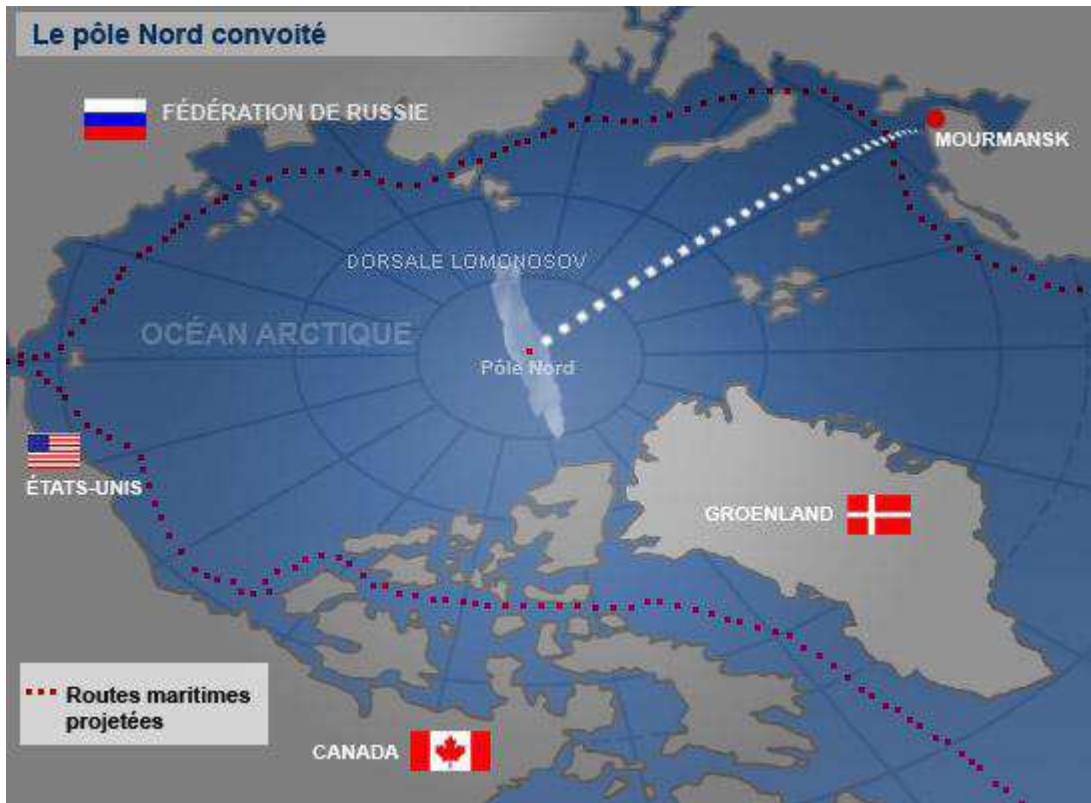 Le pôle Nord convoité
FÉDÉRATION DE RUSSIE
MOURMANSK
DORSALE LOMONOSOV
OCÉAN ARCTIQUE
Pôle Nord
ÉTATS-UNIS
GROENLAND
Routes maritimes
projetées
CANADA